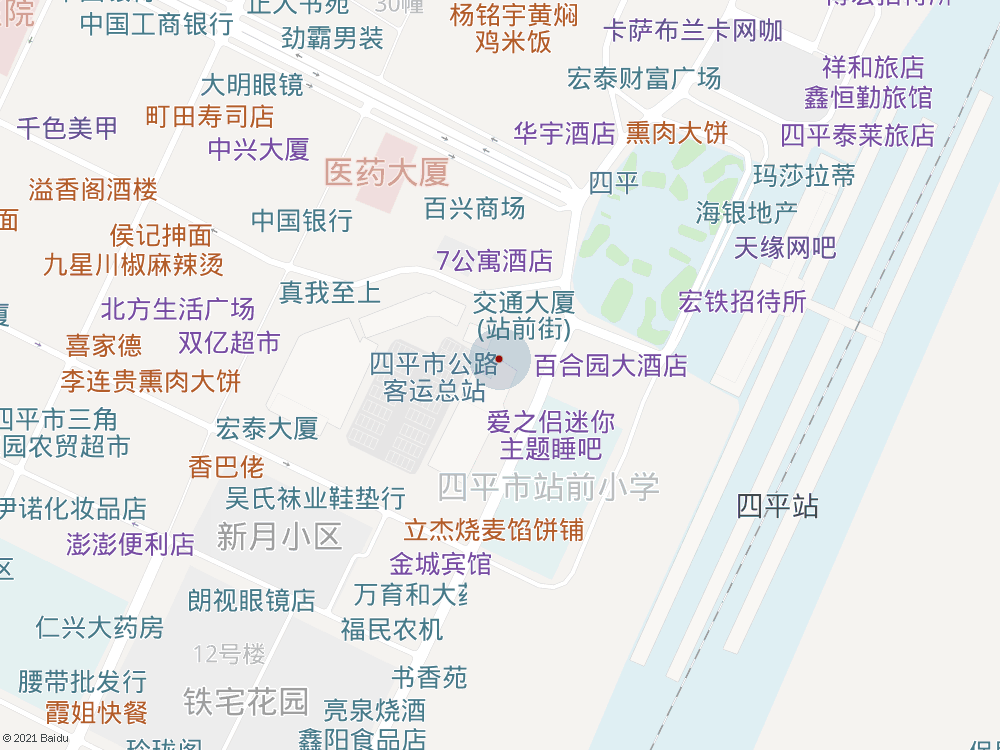 正大书苑
30幢
中国工商银行
劲霸男装
杨铭宇黄焖
鸡米饭
卡萨布兰卡网咖
宏泰财富广场
祥和旅店
鑫恒勤旅馆
大明眼镜
町田寿司店
千色美甲
中兴大厦
华宇酒店
熏肉大饼
四平泰莱旅店
医药大厦
溢香阁酒楼
四平
玛莎拉蒂
百兴商场
海银地产
中国银行
面
侯记抻面
九星川椒麻辣烫
7公寓酒店
天缘网吧
真我至上
北方生活广场
交通大厦
(站前街)
宏铁招待所
喜家德
双亿超市
四平市公路
客运总站
百合园大酒店
李连贵熏肉大饼
四平市三角
园农贸超市
宏泰大厦
爱之侣迷你
主题睡吧
香巴佬
四平市站前小学
吴氏袜业鞋垫行
伊诺化妆品店
四平站
新月小区
立杰烧麦馅饼铺
澎澎便利店
金城宾馆
区
万育和大药
朗视眼镜店
仁兴大药房
福民农机
12号楼
腰带批发行
书香苑
铁宅花园
霞姐快餐
亮泉烧酒
玲珑阁
鑫阳食品店
© 2021 Baidu